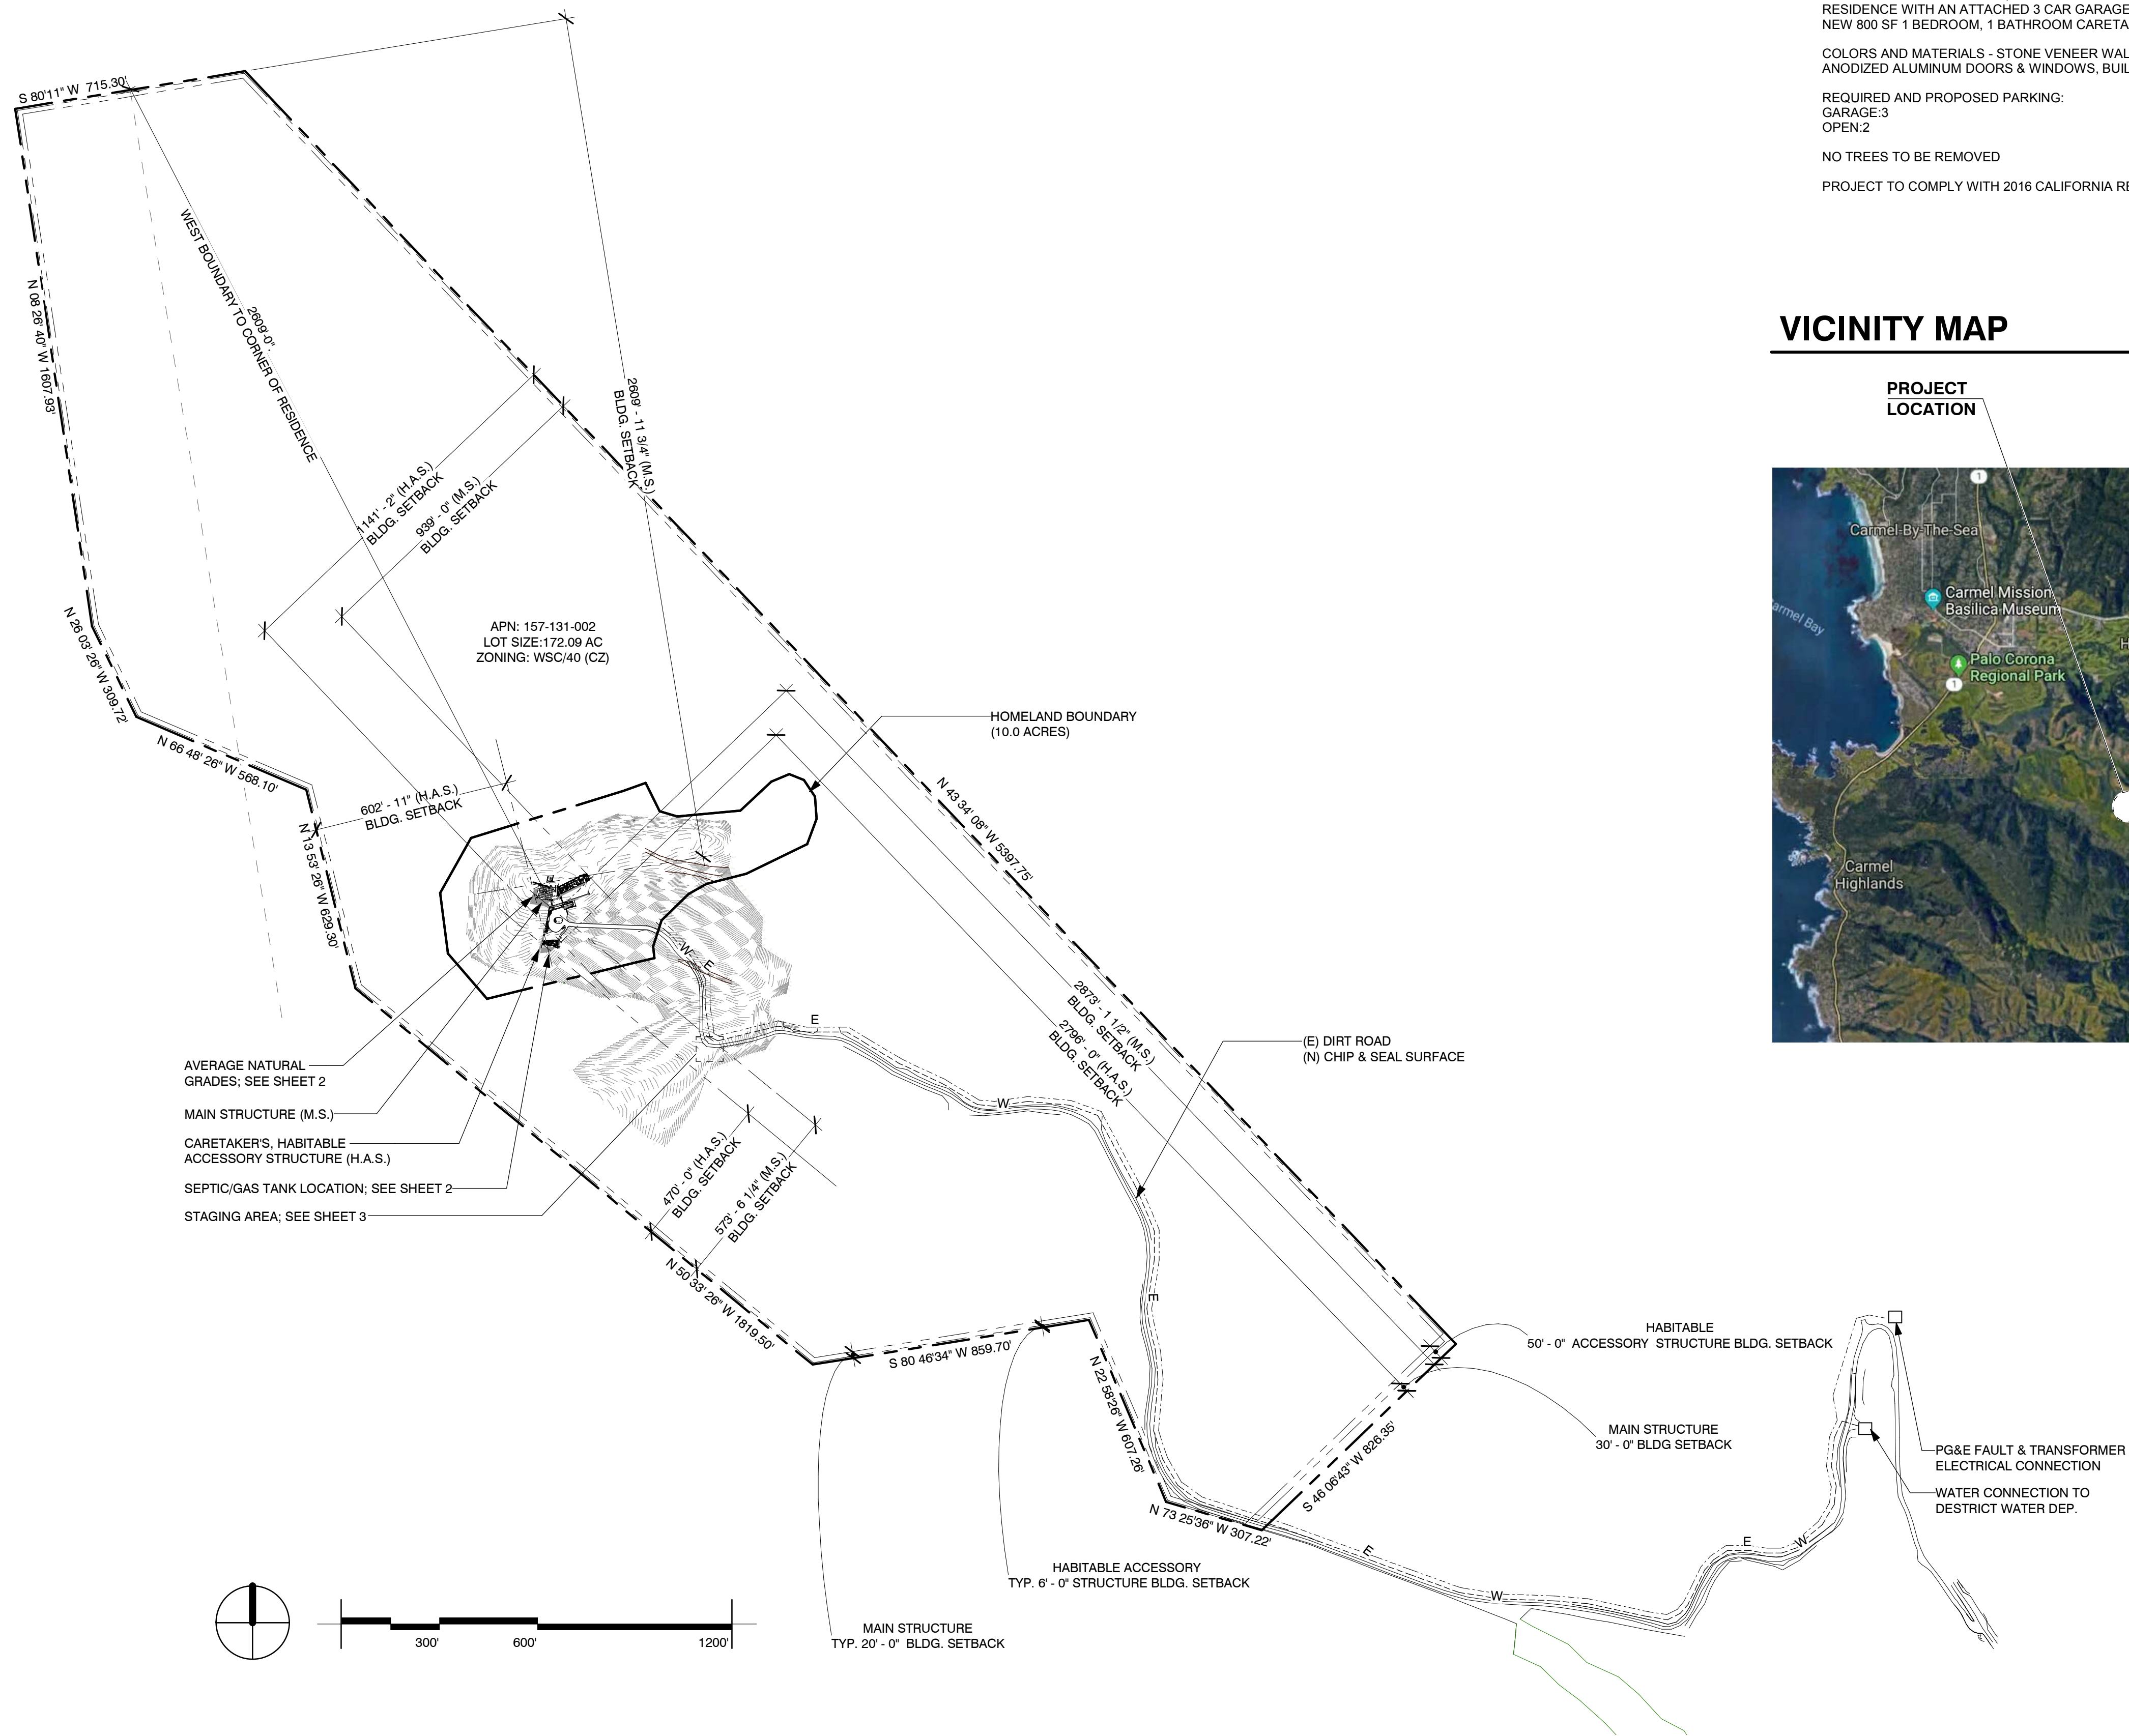 RESIDENCE WITH AN ATTACHED 3 CAR GARAGE
NEW 800 SF 1 BEDROOM, 1 BATHROOM CARETA
COLORS AND MATERIALS - STONE VENEER WAL
ANODIZED ALUMINUM DOORS & WINDOWS, BUIL
REQUIRED AND PROPOSED PARKING:
GARAGE:3
OPEN:2
NO TREES TO BE REMOVED
PROJECT TO COMPLY WITH 2016 CALIFORNIA RE
S 80'11" W 715.30'
N 08 26' 40" W 1607.93'
2609'-0".
WEST BOUNDARY TO CORNER OF RESIDENCE
2609' - 11 3/4" (M.S.)
BLDG. SETBACK
1141' - 2" (H.A.S.)
BLDG. SETBACK
939' - 0" (M.S.)
BLDG. SETBACK
VICINITY MAP
PROJECT
LOCATION
1
Carmel-By-The-Sea
Carmel Mission
Basilica Museum
armel Bay
H
Palo Corona
Regional Park
1
Carmel
Highlands
APN: 157-131-002
LOT SIZE:172.09 AC
ZONING: WSC/40 (CZ)
N 26 03' 26" W 309.72'
N 66 48' 26" W 568.10'
HOMELAND BOUNDARY
(10.0 ACRES)
602' - 11" (H.A.S.)
BLDG. SETBACK
N 13 53' 26" W 629.30'
N 43 34' 08" W 5397.75'
W
E
E
2873' - 1 1/2" (M.S.)
BLDG. SETBACK
2796' - 0" (H.A.S.)
BLDG. SETBACK
(E) DIRT ROAD
(N) CHIP & SEAL SURFACE
AVERAGE NATURAL
GRADES; SEE SHEET 2
MAIN STRUCTURE (M.S.)
CARETAKER'S, HABITABLE
ACCESSORY STRUCTURE (H.A.S.)
SEPTIC/GAS TANK LOCATION; SEE SHEET 2
STAGING AREA; SEE SHEET 3
W
470' - 0" (H.A.S.)
BLDG. SETBACK
573' - 6 1/4" (M.S.)
BLDG. SETBACK
N 50 33' 26" W 1819.50'
E
S 80 46'34" W 859.70'
N 22 58'26" W 607.26'
HABITABLE
50' - 0" ACCESSORY STRUCTURE BLDG. SETBACK
MAIN STRUCTURE
30' - 0" BLDG SETBACK
S 46 06'43" W 826.35'
N 73 25'36" W 307.22'
PG&E FAULT & TRANSFORMER
ELECTRICAL CONNECTION
WATER CONNECTION TO
DESTRICT WATER DEP.
E
W
E
W
HABITABLE ACCESSORY
TYP. 6' - 0" STRUCTURE BLDG. SETBACK
MAIN STRUCTURE
TYP. 20' - 0" BLDG. SETBACK
300'
600'
1200'